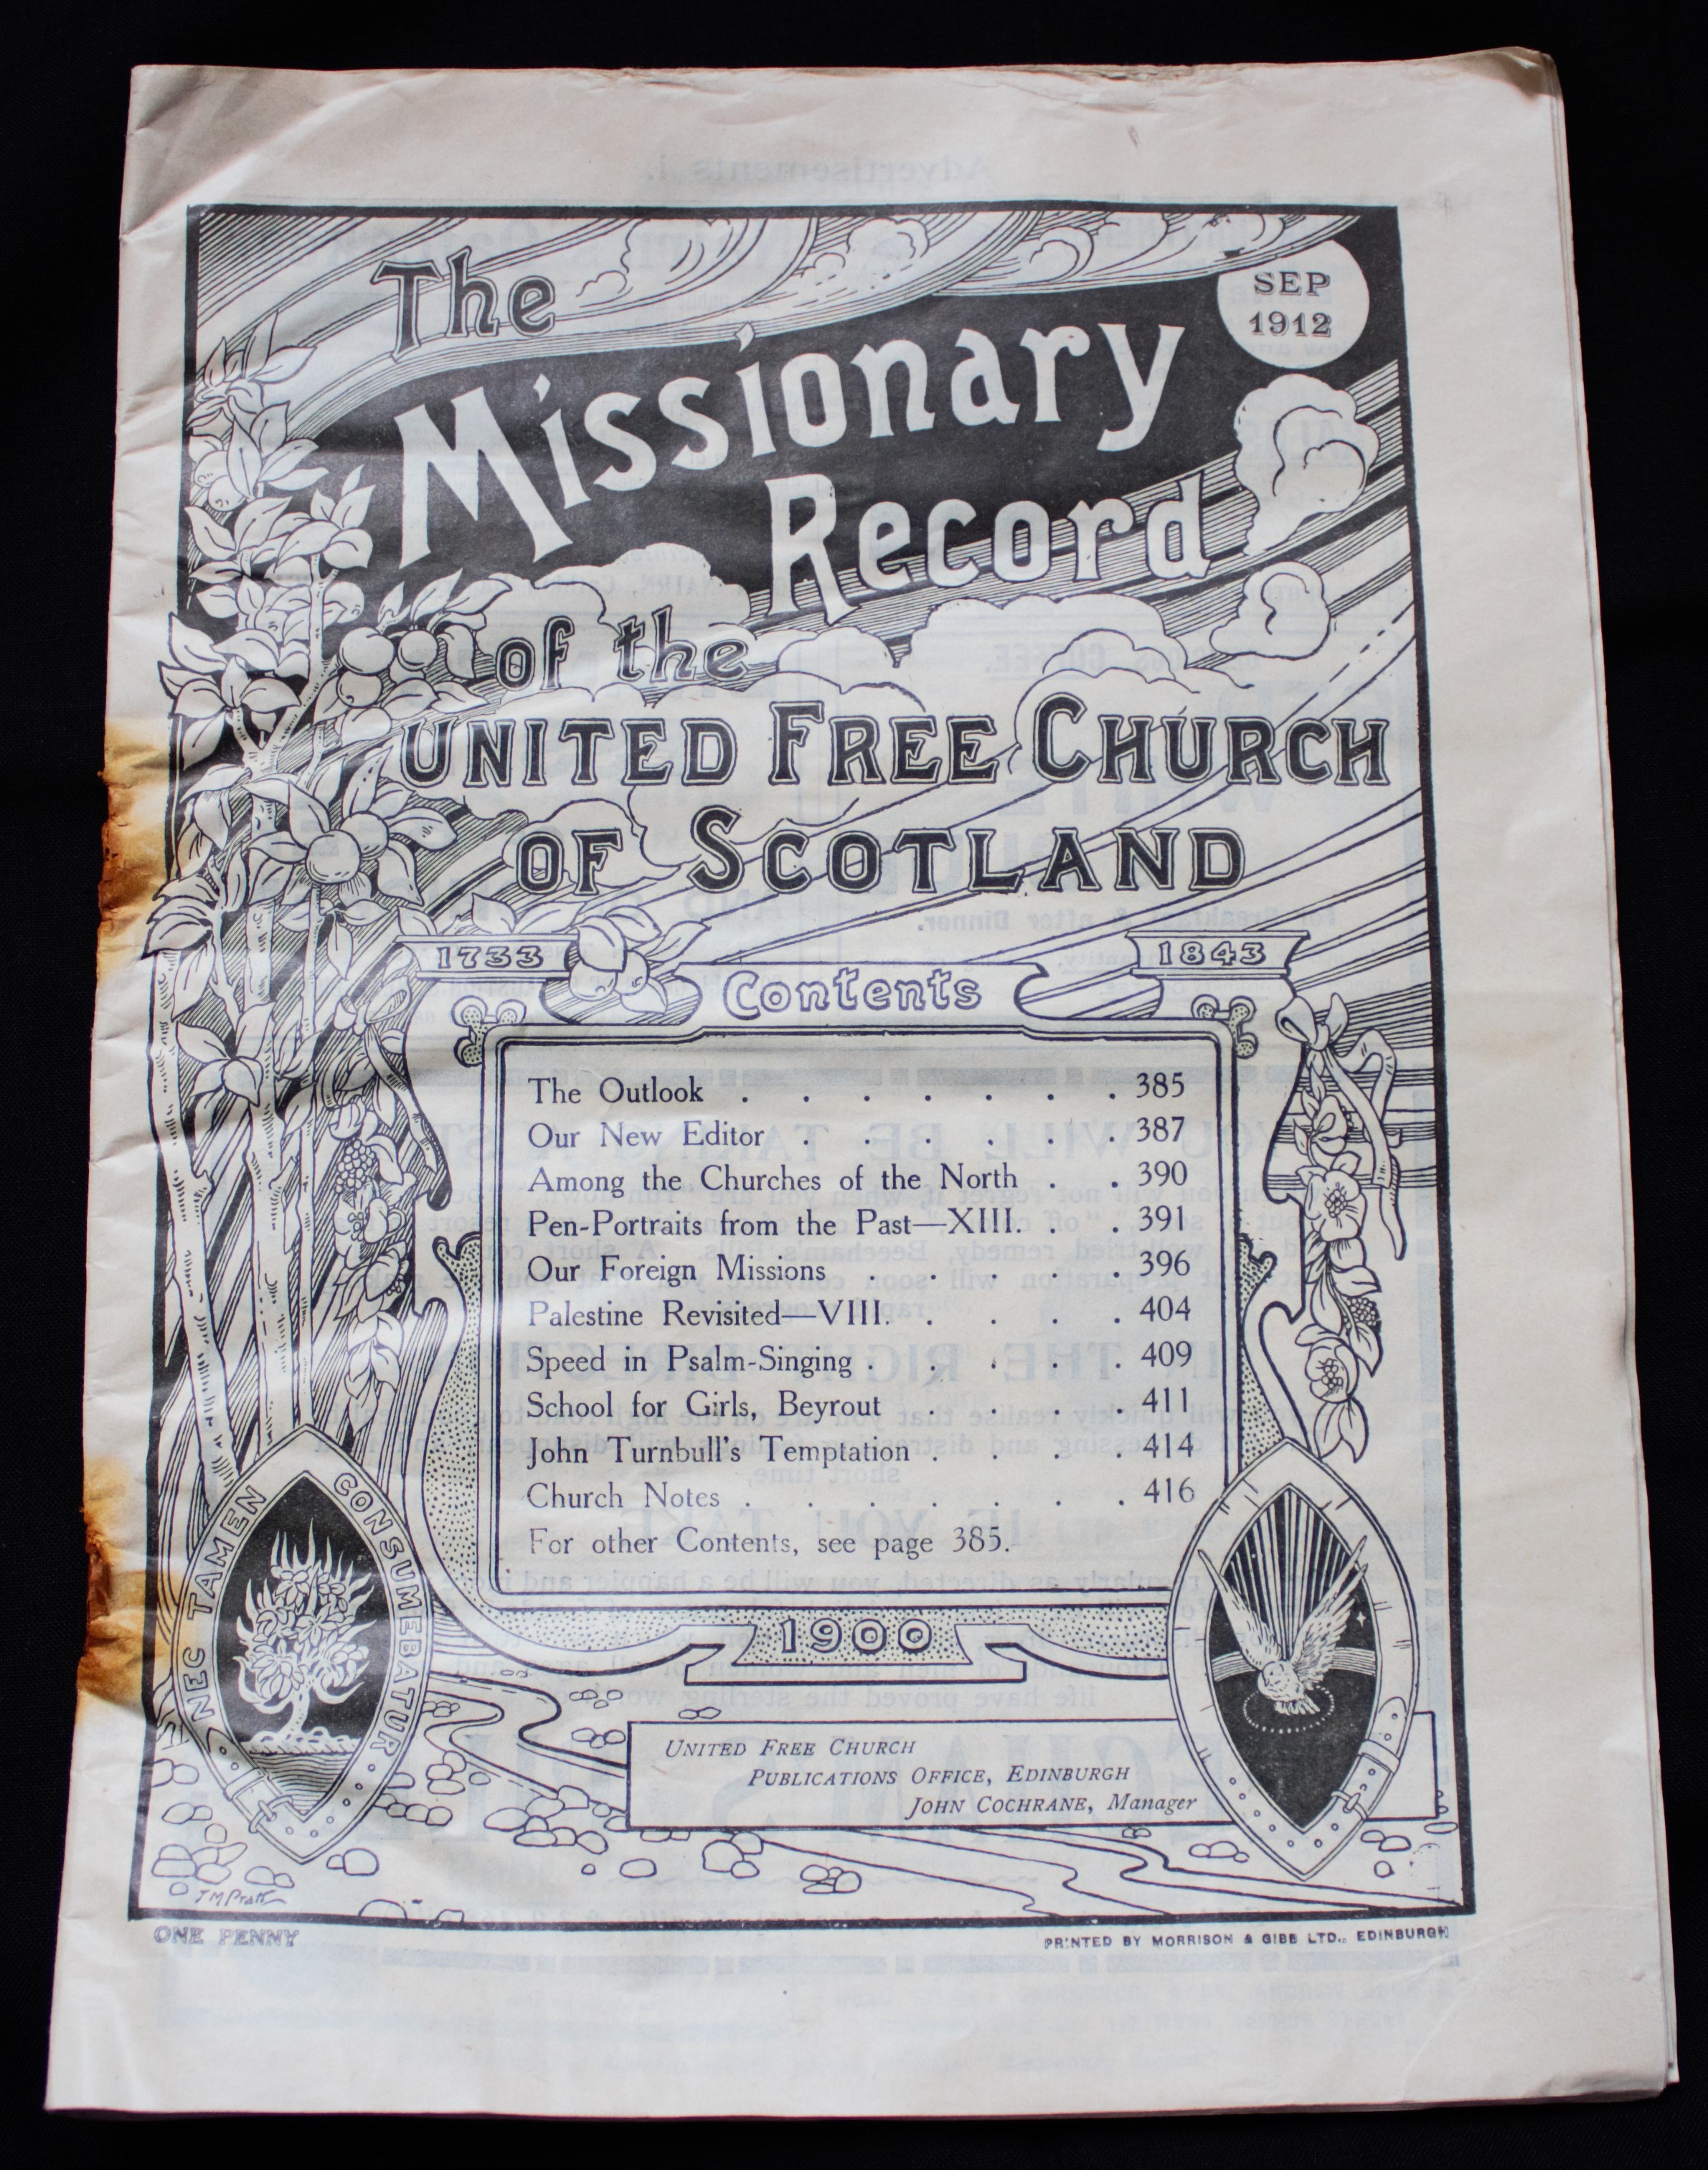 The
SEP
1912
Missionary
Record
of the
UNITED FREE CHURCH
OF SCOTLAND
1733
1843
Contents
The Outlook . . . . . . . 385
Our New Editor . . . . . . 387
Among the Churches of the North . . 390
Pen-Portraits from the Past—XIII. . . 391
Our Foreign Missions . . . . . 396
Palestine Revisited—VIII. . . . . 404
Speed in Psalm-Singing . . . . . 409
School for Girls, Beyrout . . . . 411
John Turnbull's Temptation . . . . 414
Church Notes . . . . . . . 416
For other Contents, see page 385.
NEC TAMEN CONSUMEBATUR
1900
UNITED FREE CHURCH
PUBLICATIONS OFFICE, EDINBURGH
JOHN COCHRANE, Manager
ONE PENNY
PRINTED BY MORRISON & GIBB LTD., EDINBURGH